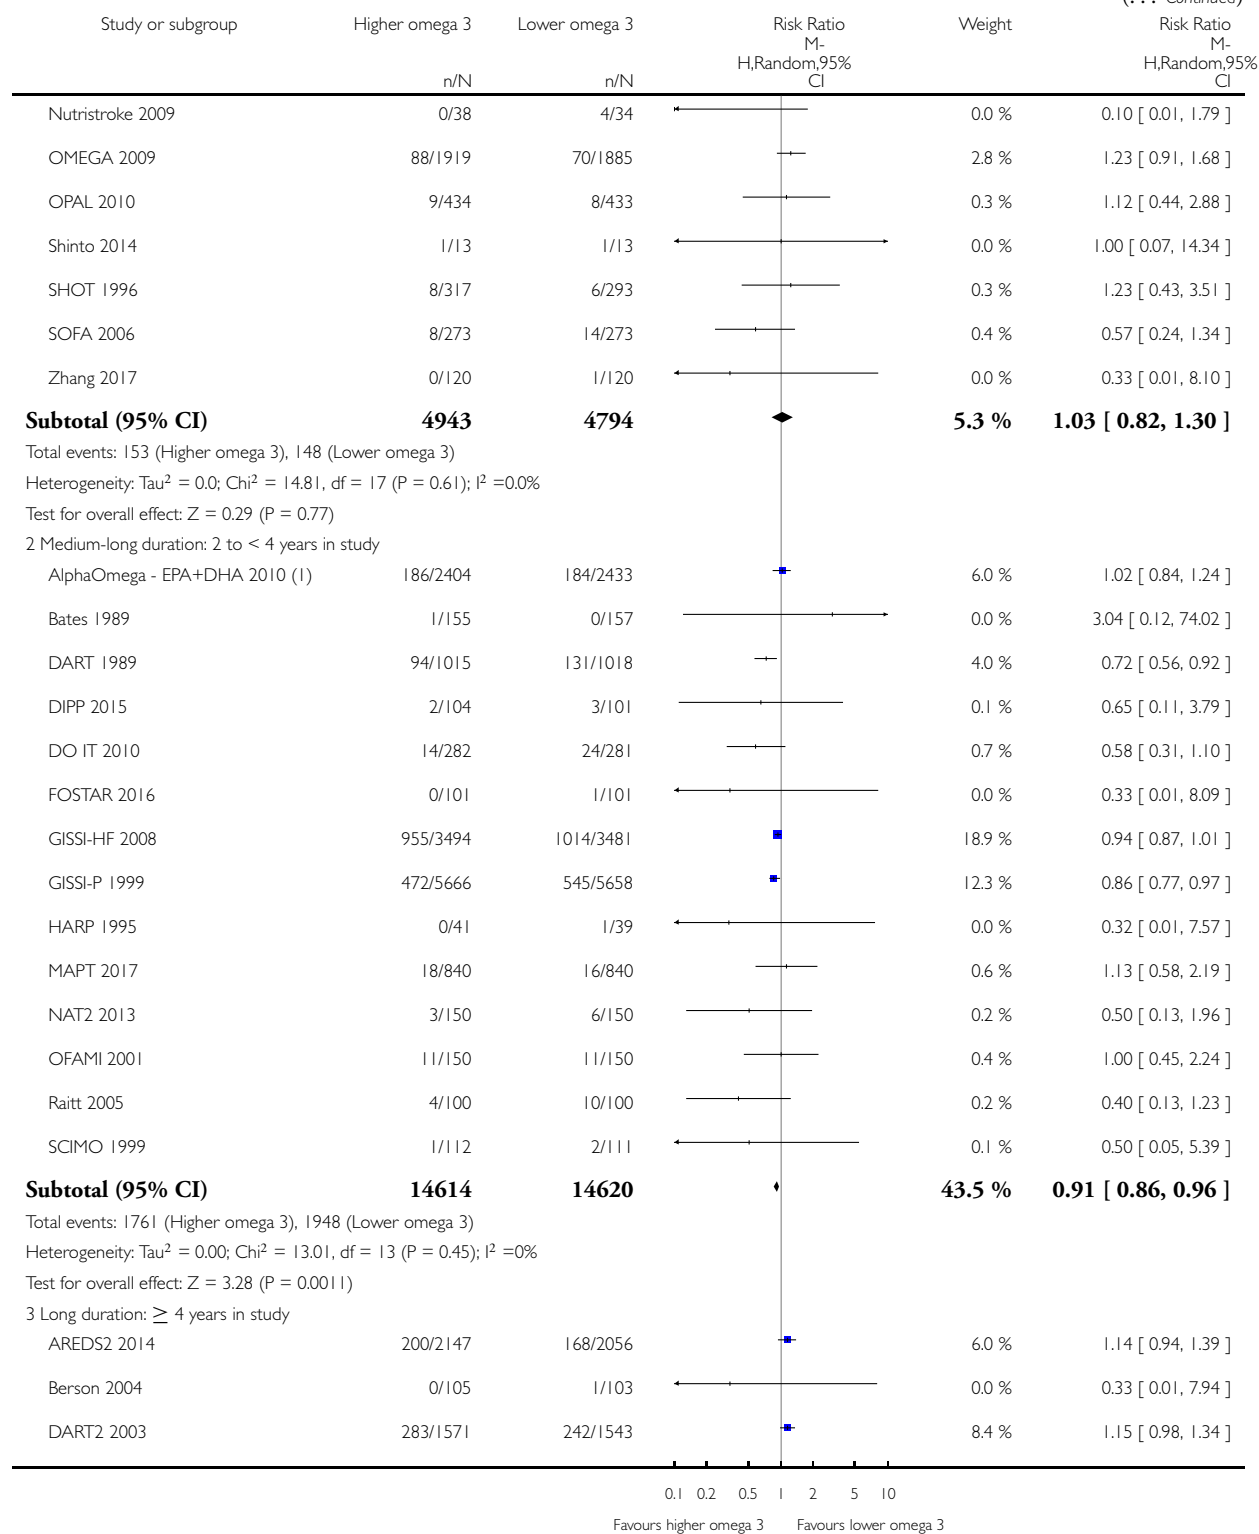 (. . . Continued)
Study or subgroup Higher omega 3 Lower omega 3 Risk Ratio Weight Risk Ratio
M- M-
H,Random,95% H,Random,95%
n/N n/N CI CI
Nutristroke 2009 0/38 4/34 0.0 % 0.10 [ 0.01, 1.79 ]
OMEGA 2009 88/1919 70/1885 2.8 % 1.23 [ 0.91, 1.68 ]
OPAL 2010 9/434 8/433 0.3 % 1.12 [ 0.44, 2.88 ]
Shinto 2014 1/13 1/13 0.0 % 1.00 [ 0.07, 14.34 ]
SHOT 1996 8/317 6/293 0.3 % 1.23 [ 0.43, 3.51 ]
SOFA 2006 8/273 14/273 0.4 % 0.57 [ 0.24, 1.34 ]
Zhang 2017 0/120 1/120 0.0 % 0.33 [ 0.01, 8.10 ]
Subtotal (95% CI) 4943 4794 5.3 % 1.03 [ 0.82, 1.30 ]
Total events: 153 (Higher omega 3), 148 (Lower omega 3)
Heterogeneity: Tau² = 0.0; Chi² = 14.81, df = 17 (P = 0.61); I² =0.0%
Test for overall effect: Z = 0.29 (P = 0.77)
2 Medium-long duration: 2 to < 4 years in study
AlphaOmega - EPA+DHA 2010 (1) 186/2404 184/2433 6.0 % 1.02 [ 0.84, 1.24 ]
Bates 1989 1/155 0/157 0.0 % 3.04 [ 0.12, 74.02 ]
DART 1989 94/1015 131/1018 4.0 % 0.72 [ 0.56, 0.92 ]
DIPP 2015 2/104 3/101 0.1 % 0.65 [ 0.11, 3.79 ]
DO IT 2010 14/282 24/281 0.7 % 0.58 [ 0.31, 1.10 ]
FOSTAR 2016 0/101 1/101 0.0 % 0.33 [ 0.01, 8.09 ]
GISSI-HF 2008 955/3494 1014/3481 18.9 % 0.94 [ 0.87, 1.01 ]
GISSI-P 1999 472/5666 545/5658 12.3 % 0.86 [ 0.77, 0.97 ]
HARP 1995 0/41 1/39 0.0 % 0.32 [ 0.01, 7.57 ]
MAPT 2017 18/840 16/840 0.6 % 1.13 [ 0.58, 2.19 ]
NAT2 2013 3/150 6/150 0.2 % 0.50 [ 0.13, 1.96 ]
OFAMI 2001 11/150 11/150 0.4 % 1.00 [ 0.45, 2.24 ]
Raitt 2005 4/100 10/100 0.2 % 0.40 [ 0.13, 1.23 ]
SCIMO 1999 1/112 2/111 0.1 % 0.50 [ 0.05, 5.39 ]
Subtotal (95% CI) 14614 14620 43.5 % 0.91 [ 0.86, 0.96 ]
Total events: 1761 (Higher omega 3), 1948 (Lower omega 3)
Heterogeneity: Tau² = 0.00; Chi² = 13.01, df = 13 (P = 0.45); I² =0%
Test for overall effect: Z = 3.28 (P = 0.0011)
3 Long duration: ≥ 4 years in study
AREDS2 2014 200/2147 168/2056 6.0 % 1.14 [ 0.94, 1.39 ]
Berson 2004 0/105 1/103 0.0 % 0.33 [ 0.01, 7.94 ]
DART2 2003 283/1571 242/1543 8.4 % 1.15 [ 0.98, 1.34 ]
0.1 0.2 0.5 1 2 5 10
Favours higher omega 3 Favours lower omega 3